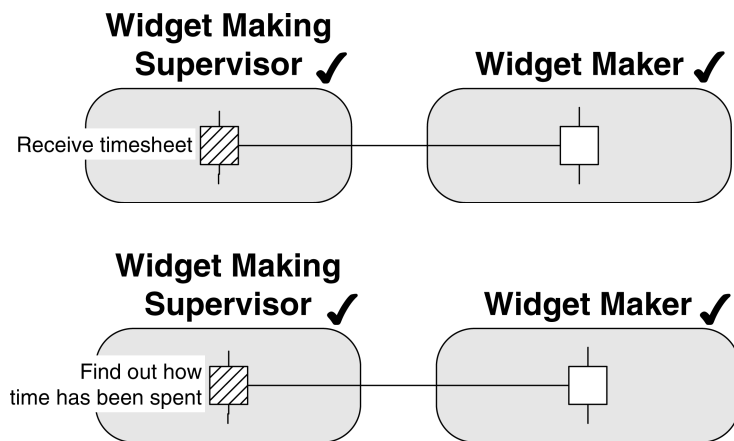 Widget Making
Supervisor ✓
Widget Maker ✓
Receive timesheet
Widget Making
Supervisor ✓
Widget Maker ✓
Find out how
time has been spent